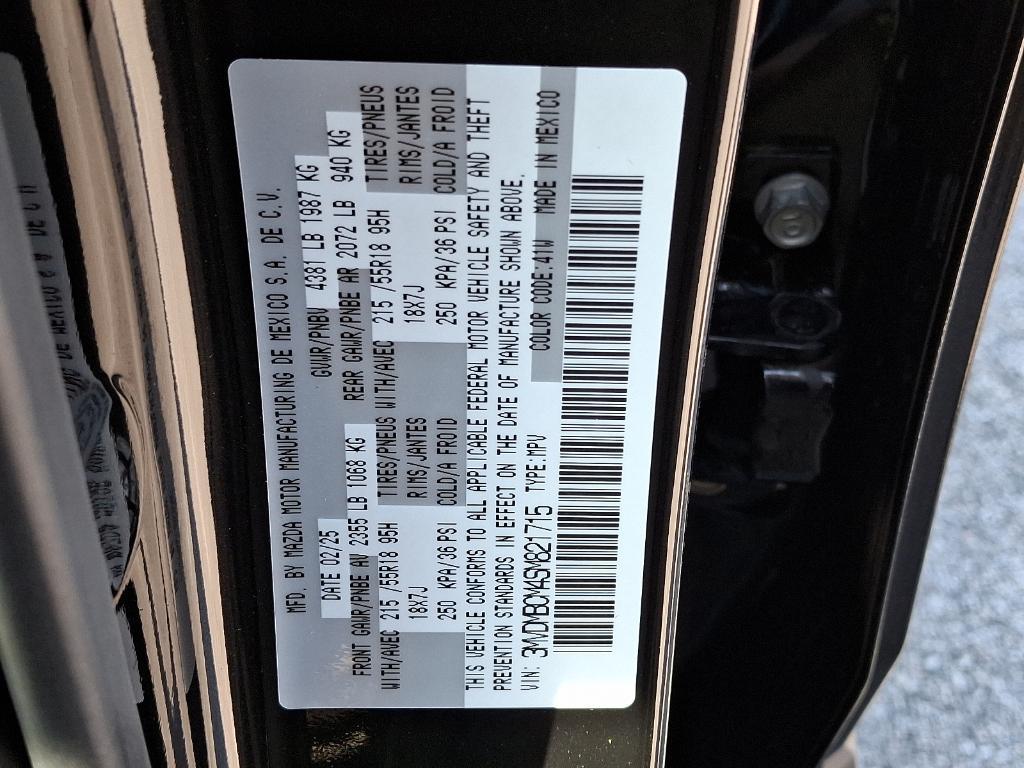 MFD. BY MAZDA MOTOR MANUFACTURING DE MEXICO S.A. DE C.V.
DATE 02/25 GVWR/PNBV 4381 LB 1987 KG
FRONT GAWR/PNBE AV 2355 LB 1068 KG REAR GAWR/PNBE AR 2072 LB 940 KG
WITH/AVEC 215 /55R18 95H TIRES/PNEUS WITH/AVEC 215 /55R18 95H TIRES/PNEUS
18X7J RIMS/JANTES 18X7J RIMS/JANTES
250 KPA/36 PSI COLD/A FROID 250 KPA/36 PSI COLD/A FROID
THIS VEHICLE CONFORMS TO ALL APPLICABLE FEDERAL MOTOR VEHICLE SAFETY AND THEFT
PREVENTION STANDARDS IN EFFECT ON THE DATE OF MANUFACTURE SHOWN ABOVE.
VIN: 3MVDMBCM4SM821715 TYPE:MPV COLOR CODE:41W MADE IN MEXICO